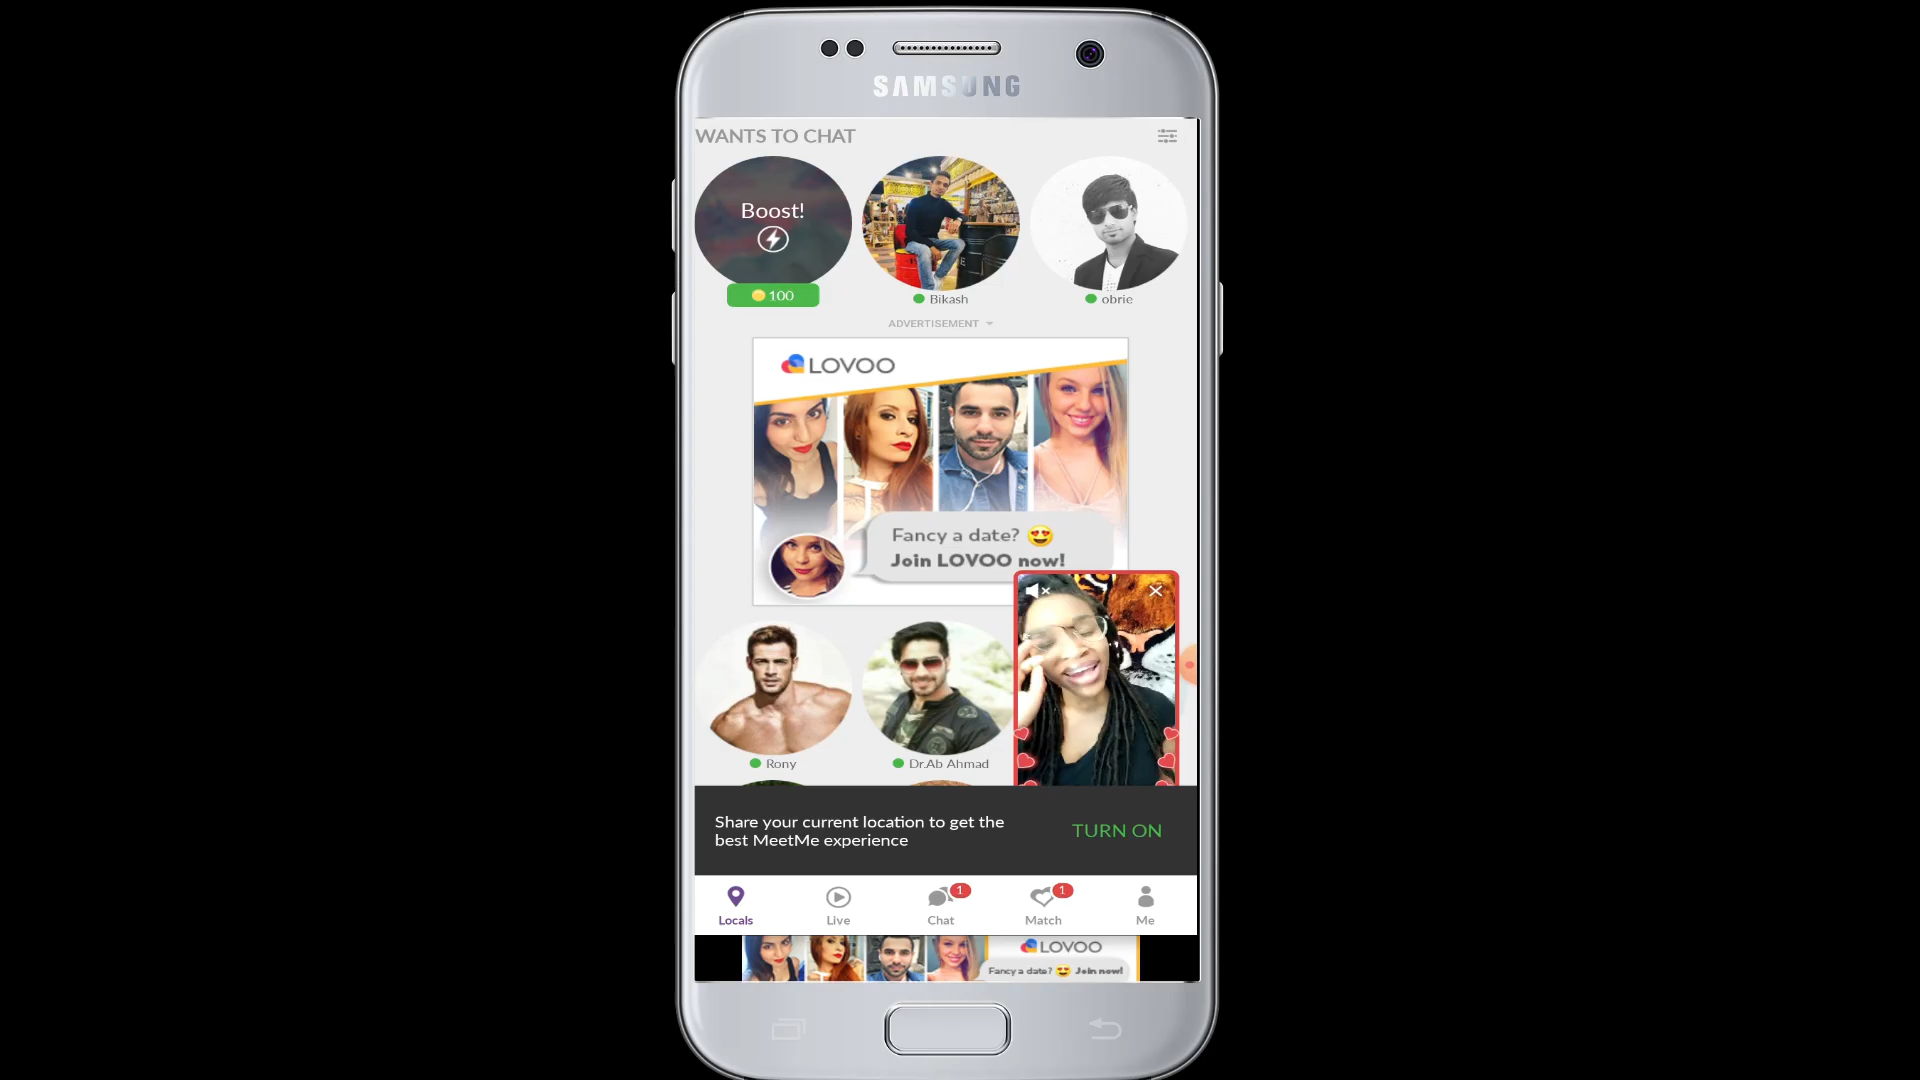 SAMSUNG
WANTS TO CHAT
Boost!
100
Bikash
obrie
ADVERTISEMENT
LOVOO
Fancy a date? 😍
Join LOVOO now!
Rony
Dr.Ab Ahmad
Share your current location to get the
best MeetMe experience
TURN ON
1
1
Locals
Live
Chat
Match
Me
LOVOO
Fancy a date? 😍 Join now!